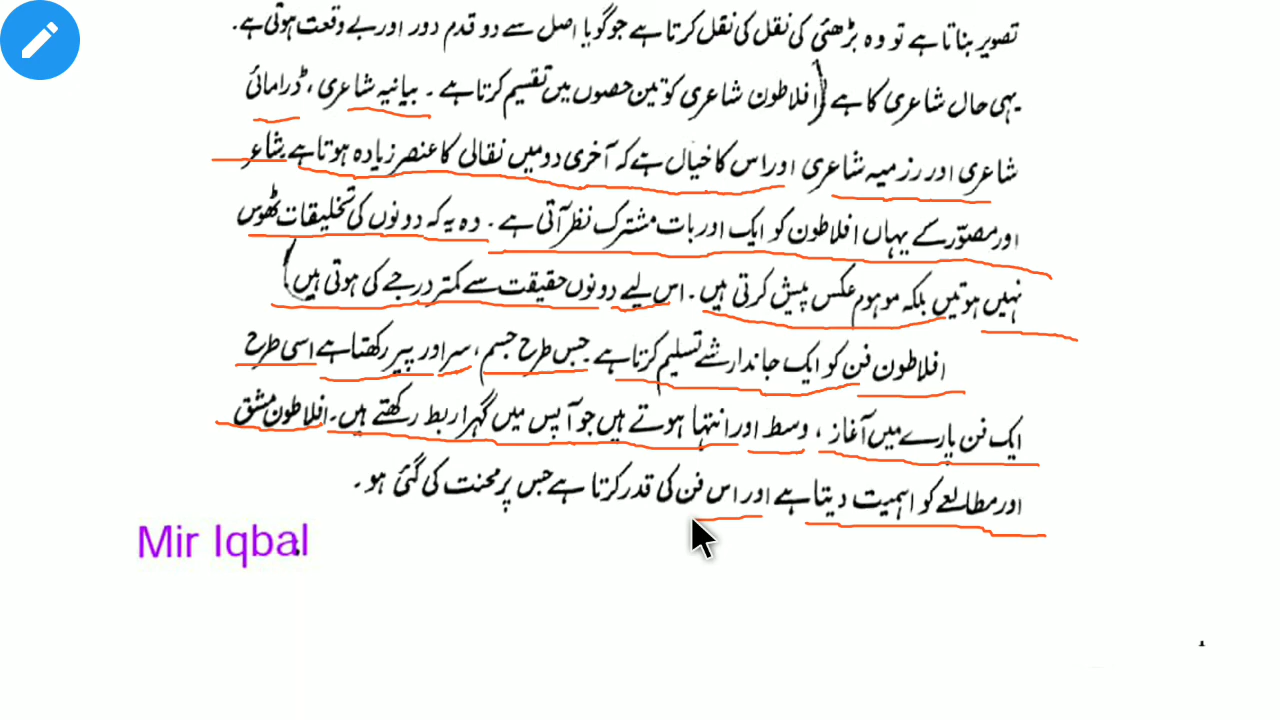 تصویر بناتا ہے تو وہ بڑھئی کی نقل کی نقل کرتا ہے جو گویا اصل سے دو قدم دور اور بے وقعت ہوتی ہے۔
یہی حال شاعری کا ہے (افلاطون شاعری کو تین حصوں میں تقسیم کرتا ہے۔ بیانیہ شاعری، ڈرامائی
شاعری اور رزمیہ شاعری اور اس کا خیال ہے کہ آخری دو میں نقالی کا عنصر زیادہ ہوتا ہے شاعر
اور مصوّر کے یہاں افلاطون کو ایک اور بات مشترک نظر آتی ہے۔ وہ یہ کہ دونوں کی تخلیقات ٹھوس
نہیں ہوتیں بلکہ موہوم عکس پیش کرتی ہیں۔ اس لیے دونوں حقیقت سے کمتر درجے کی ہوتی ہیں)
افلاطون فن کو ایک جاندار شے تسلیم کرتا ہے جس طرح جسم، سر اور پیر رکھتا ہے اسی طرح
ایک فن پارے میں آغاز، وسط اور انتہا ہوتے ہیں جو آپس میں گہرا ربط رکھتے ہیں۔ افلاطون مشق
اور مطالعے کو اہمیت دیتا ہے اور اس فن کی قدر کرتا ہے جس پر محنت کی گئی ہو۔
Mir Iqbal
1